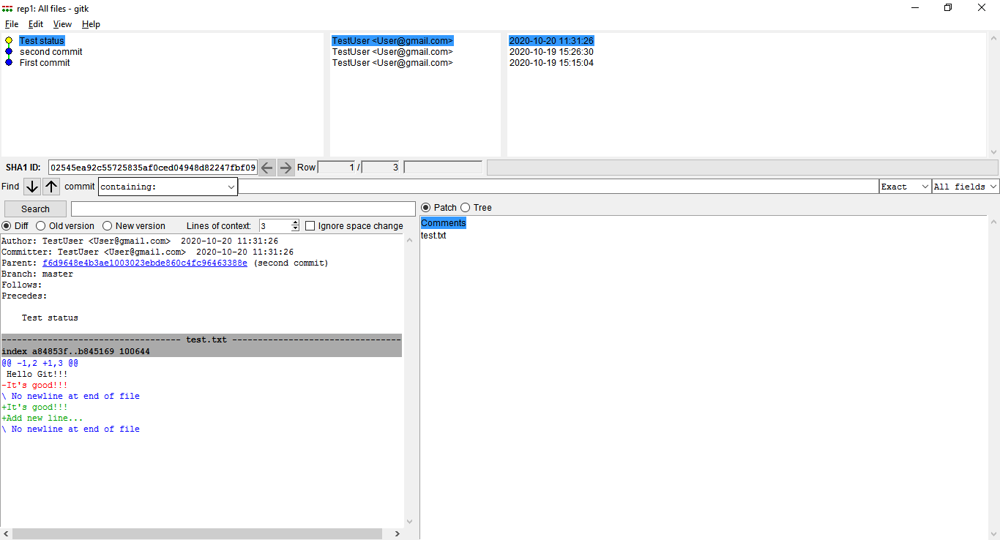 rep1: All files - gitk
File Edit View Help
Test status TestUser <User@gmail.com> 2020-10-20 11:31:26
second commit TestUser <User@gmail.com> 2020-10-19 15:26:30
First commit TestUser <User@gmail.com> 2020-10-19 15:15:04
SHA1 ID: 02545ea92c55725835af0ced04948d82247fbf09 Row 1 / 3
Find commit containing: Exact All fields
Search Patch Tree
Diff Old version New version Lines of context: 3 Ignore space change
Comments
test.txt
Author: TestUser <User@gmail.com> 2020-10-20 11:31:26
Committer: TestUser <User@gmail.com> 2020-10-20 11:31:26
Parent: f6d9648e4b3ae1003023ebde860c4fc96463388e (second commit)
Branch: master
Follows:
Precedes:
Test status
----------------------------------- test.txt ---------------------------------
index a84853f..b845169 100644
@@ -1,2 +1,3 @@
Hello Git!!!
-It's good!!!
\ No newline at end of file
+It's good!!!
+Add new line...
\ No newline at end of file